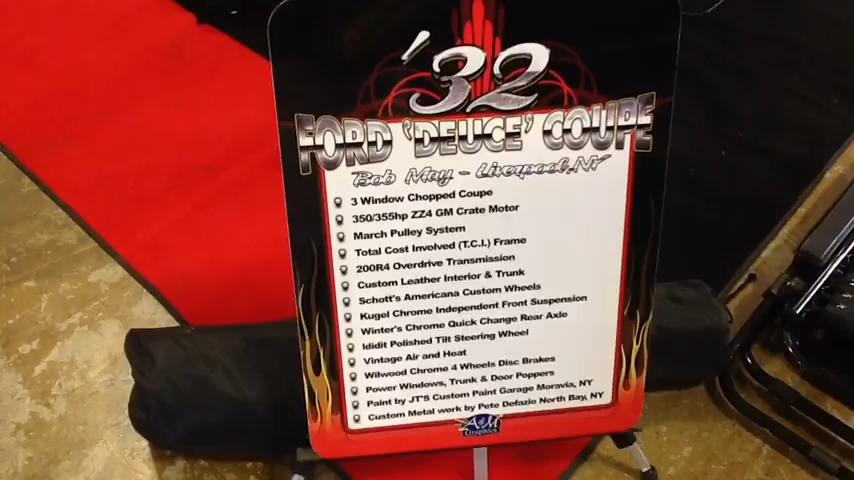 '32
FORD 'DEUCE' COUPE
Bob May - Liverpool, NY
3 Window Chopped Coupe
350/355hp ZZ4 GM Crate Motor
March Pulley System
Total Cost Involved (T.C.I.) Frame
200R4 Overdrive Transmission
Custom Leather Interior & Trunk
Schott's Americana Custom Wheels
Kugel Chrome Independent Front Suspension
Winter's Chrome Quick Change Rear Axle
Ididit Polished Tilt Steering Wheel
Vintage Air and Heat
Wilwood Chrome 4 Wheels Disc Brakes
Power Windows, Trunk & Door Poppers
Paint by JT'S Custom Paint Garage Moravia, NY
Custom Metal work by Pete Defazio North Bay, NY
A&M
Graphics